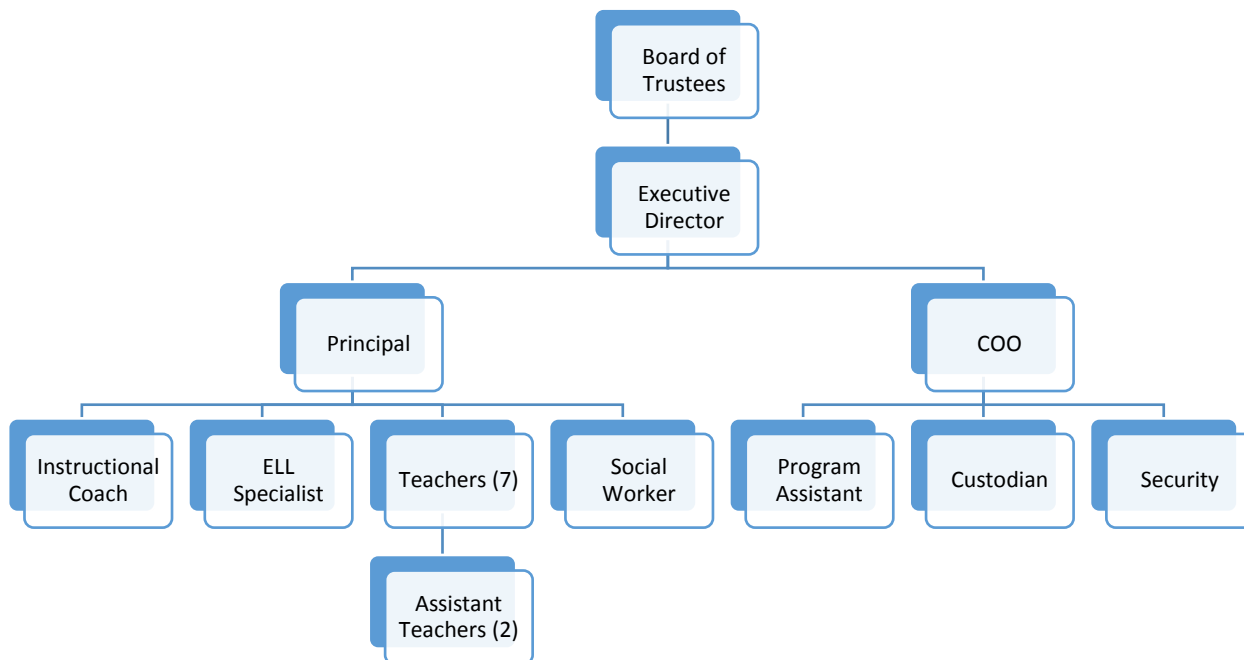 Board of
Trustees
Executive
Director
Principal
COO
Instructional
Coach
ELL
Specialist
Teachers (7)
Social
Worker
Program
Assistant
Custodian
Security
Assistant
Teachers (2)